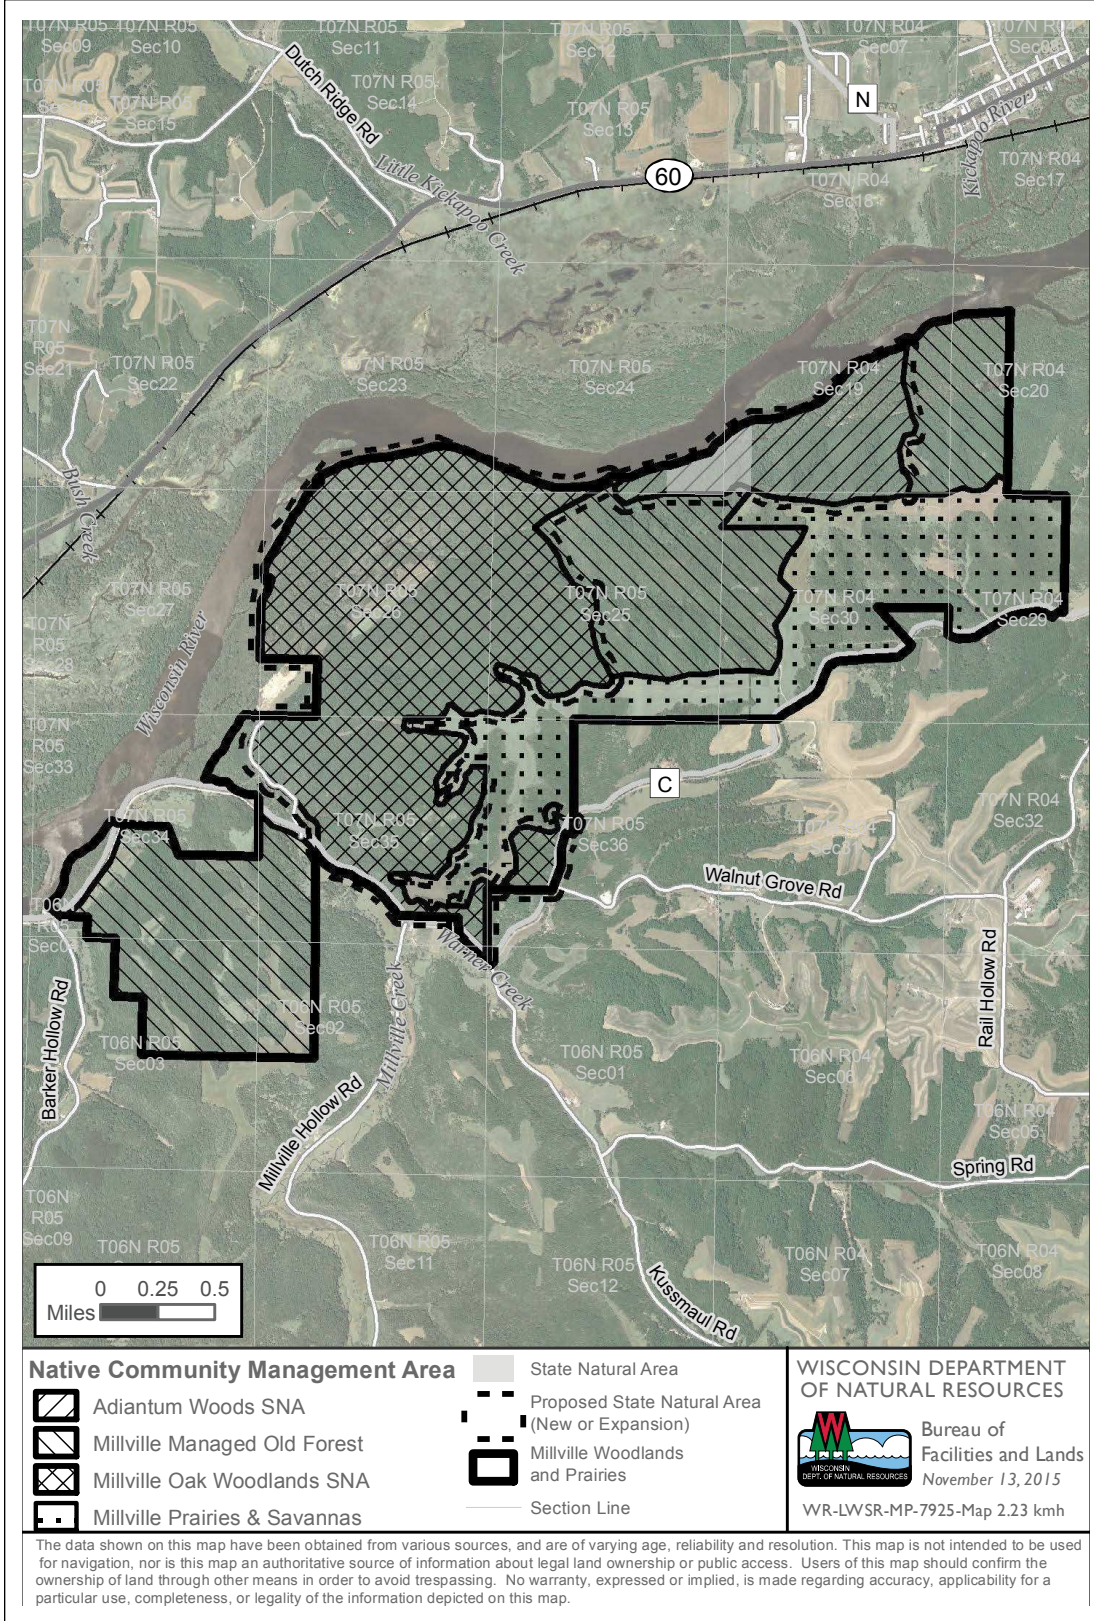 T07N R05
Sec09
T07N R05
Sec10
T07N R05
Sec11
T07N R05
Sec12
T07N R04
Sec07
T07N R04
Sec08
Dutch Ridge Rd
T07N R05
Sec14
T07N R05
Sec15
T07N R05
Sec13
N
Kickapoo River
T07N R04
Sec17
60
T07N R04
Sec18
Little Kickapoo Creek
T07N
R05
Sec21
T07N R05
Sec22
T07N R05
Sec23
T07N R05
Sec24
T07N R04
Sec19
T07N R04
Sec20
Bush Creek
T07N R05
Sec27
T07N R05
Sec26
T07N R05
Sec25
T07N R04
Sec30
T07N R04
Sec29
T07N
R05
Sec28
Wisconsin River
T07N
R05
Sec33
C
T07N R05
Sec34
T07N R05
Sec35
T07N R05
Sec36
T07N R04
Sec31
T07N R04
Sec32
Walnut Grove Rd
T06N
R05
Sec04
Warner Creek
Rail Hollow Rd
Barker Hollow Rd
T06N R05
Sec03
T06N R05
Sec02
Millville Creek
T06N R05
Sec01
T06N R04
Sec06
T06N R04
Sec05
Millville Hollow Rd
Spring Rd
T06N
R05
Sec09
T06N R05
T06N R05
Sec11
T06N R05
Sec12
T06N R04
Sec07
T06N R04
Sec08
Kussmaul Rd
0 0.25 0.5
Miles
Native Community Management Area
Adiantum Woods SNA
Millville Managed Old Forest
Millville Oak Woodlands SNA
Millville Prairies & Savannas
State Natural Area
Proposed State Natural Area
(New or Expansion)
Millville Woodlands
and Prairies
Section Line
WISCONSIN DEPARTMENT
OF NATURAL RESOURCES
W
WISCONSIN
DEPT. OF NATURAL RESOURCES
Bureau of
Facilities and Lands
November 13, 2015
WR-LWSR-MP-7925-Map 2.23 kmh
The data shown on this map have been obtained from various sources, and are of varying age, reliability and resolution. This map is not intended to be used
for navigation, nor is this map an authoritative source of information about legal land ownership or public access. Users of this map should confirm the
ownership of land through other means in order to avoid trespassing. No warranty, expressed or implied, is made regarding accuracy, applicability for a
particular use, completeness, or legality of the information depicted on this map.